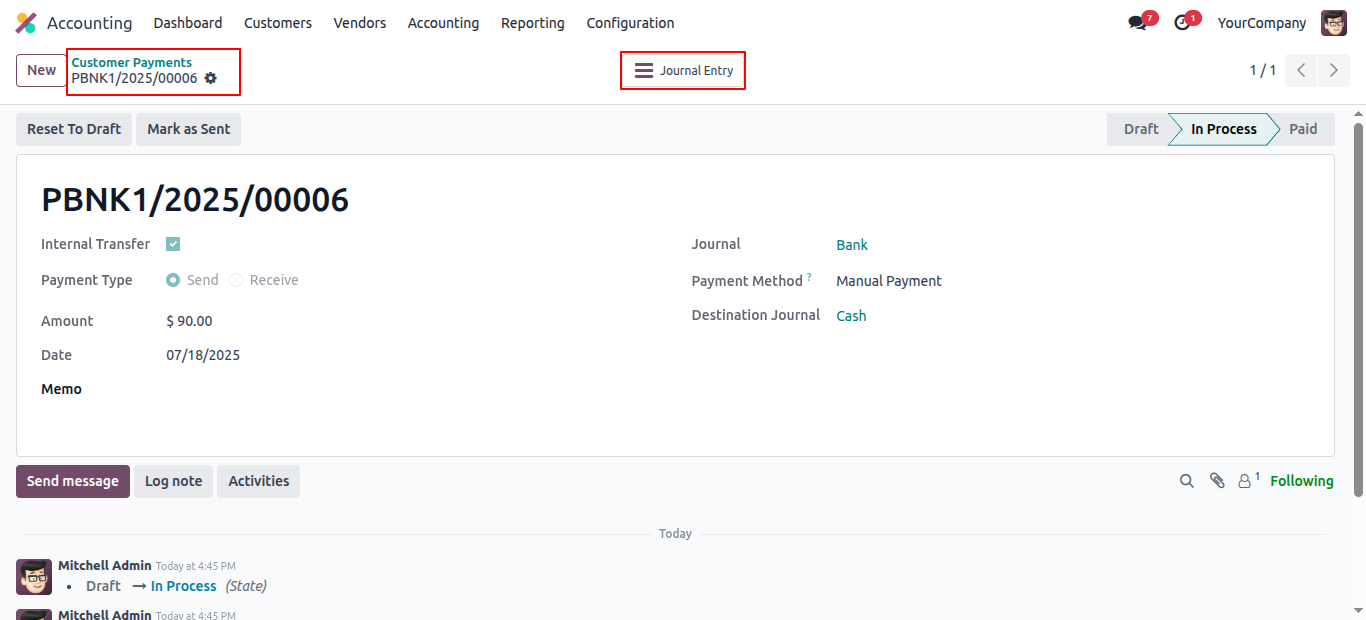 Accounting Dashboard Customers Vendors Accounting Reporting Configuration 7 1 YourCompany
New Customer Payments Journal Entry 1 / 1
PBNK1/2025/00006
Reset To Draft Mark as Sent Draft In Process Paid
PBNK1/2025/00006
Internal Transfer Journal Bank
Payment Type Send Receive Payment Method ? Manual Payment
Amount $ 90.00 Destination Journal Cash
Date 07/18/2025
Memo
Send message Log note Activities 1 Following
Today
Mitchell Admin Today at 4:45 PM
• Draft → In Process (State)
Mitchell Admin Today at 4:45 PM